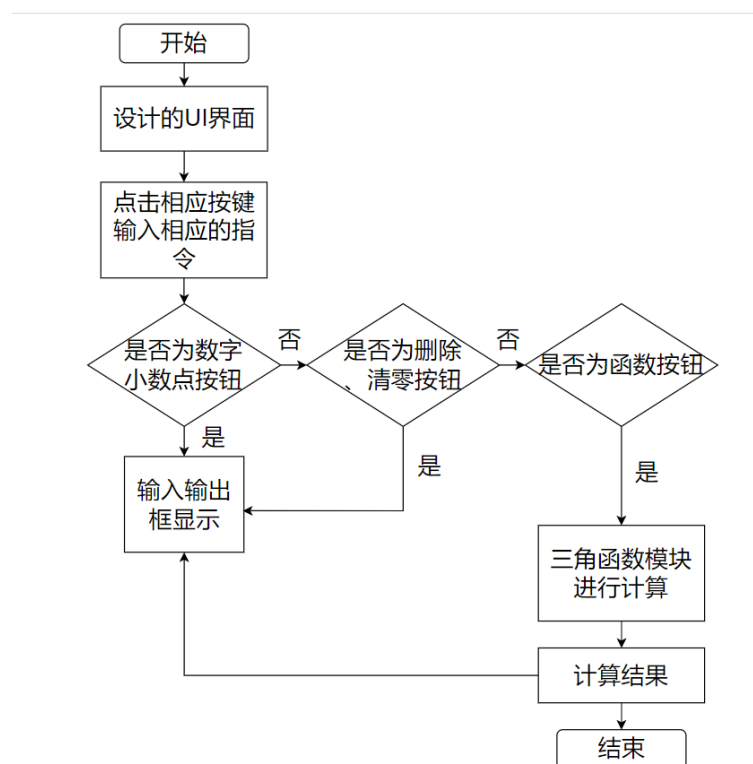 开始
设计的UI界面
点击相应按键
输入相应的指
令
是否为数字
小数点按钮
否
是否为删除
、清零按钮
否
是否为函数按钮
是
是
是
输入输出
框显示
三角函数模块
进行计算
计算结果
结束